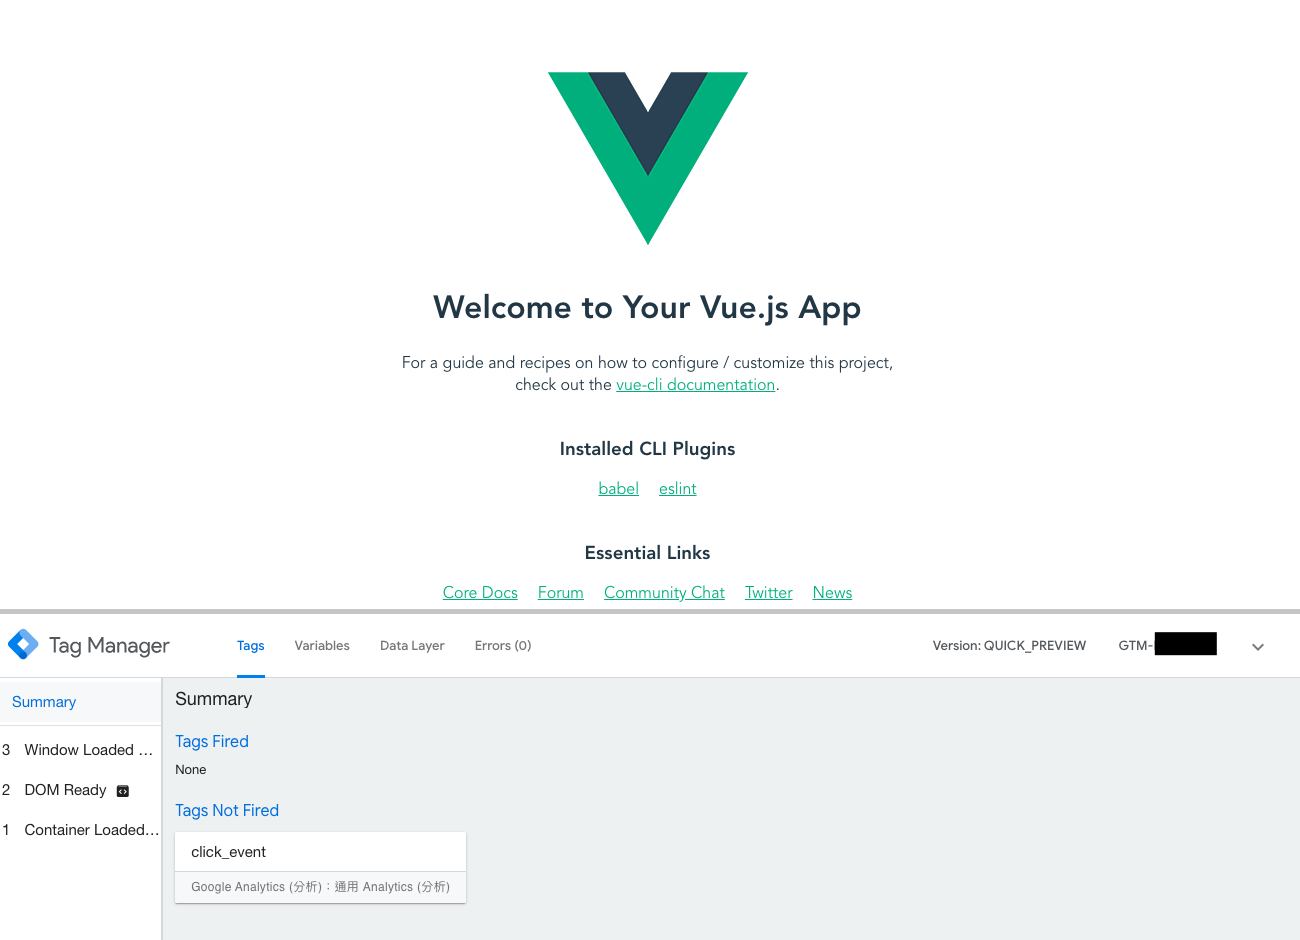 Welcome to Your Vue.js App
For a guide and recipes on how to configure / customize this project,
check out the vue-cli documentation.
Installed CLI Plugins
babel eslint
Essential Links
Core Docs Forum Community Chat Twitter News
Tag Manager Tags Variables Data Layer Errors (0) Version: QUICK_PREVIEW GTM-
Summary
Summary
Tags Fired
3 Window Loaded ...
None
2 DOM Ready
Tags Not Fired
1 Container Loaded...
click_event
Google Analytics (分析)：通用 Analytics (分析)